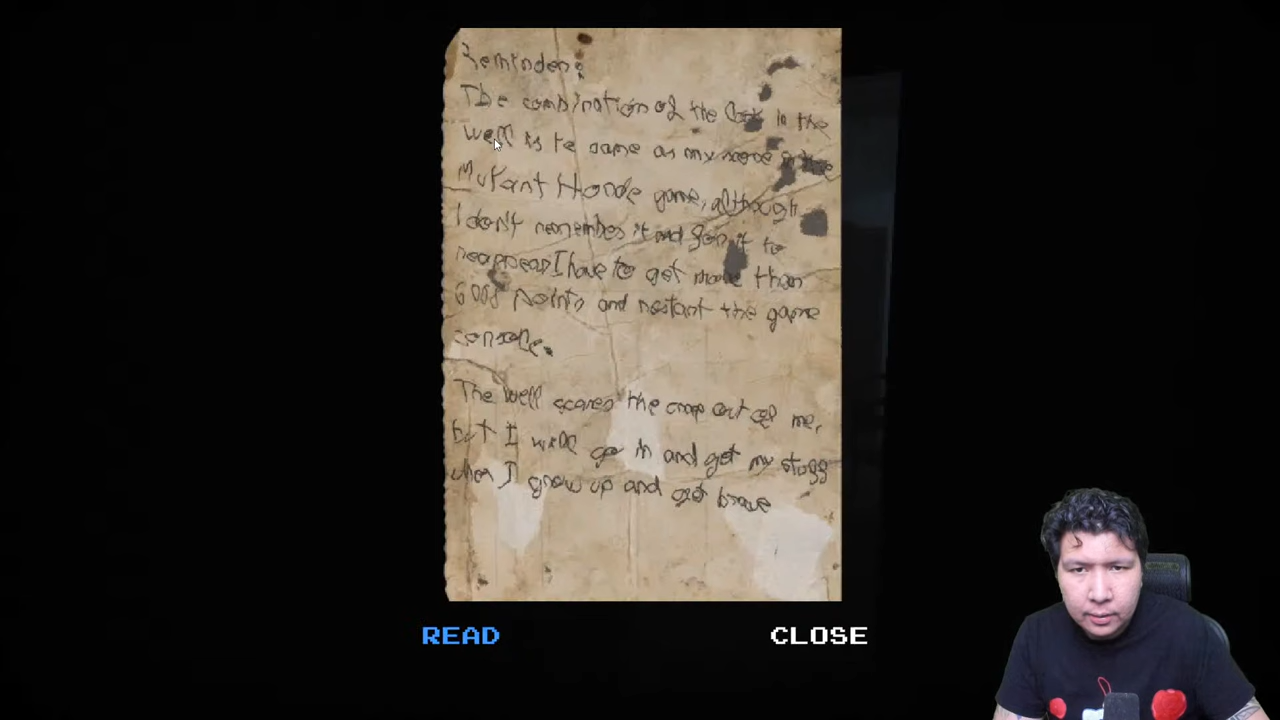 Reminder:
The combination of the lock in the
well is te same as my score in the
Mutant Horde game, although
I don't remember it and for it to
reappear I have to get more than
points and restart the game
console.
The well scares the crap out of me,
but I will go in and get my stuff
when I grow up and get brave
READ
CLOSE